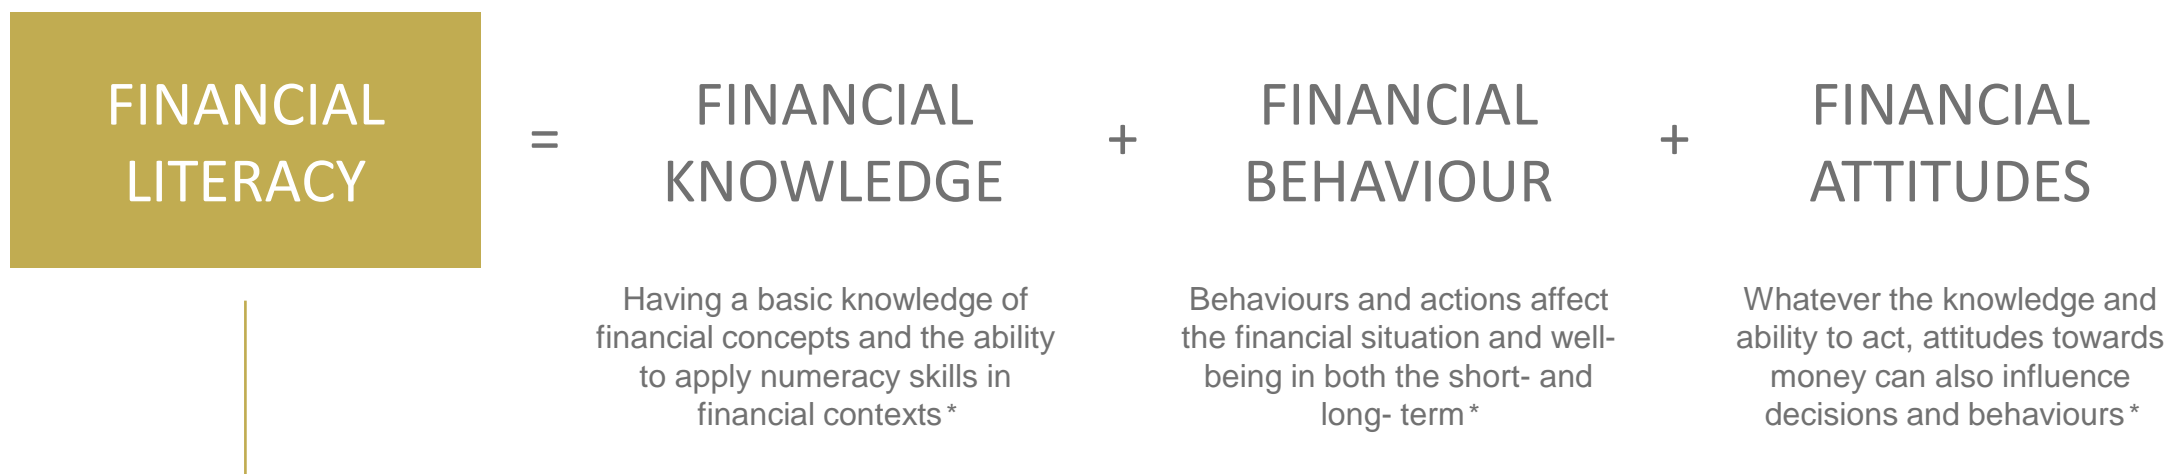 FINANCIAL
LITERACY
=
FINANCIAL
KNOWLEDGE
Having a basic knowledge of
financial concepts and the ability
to apply numeracy skills in
financial contexts *
+
FINANCIAL
BEHAVIOUR
Behaviours and actions affect
the financial situation and well-
being in both the short- and
long- term *
+
FINANCIAL
ATTITUDES
Whatever the knowledge and
ability to act, attitudes towards
money can also influence
decisions and behaviours *